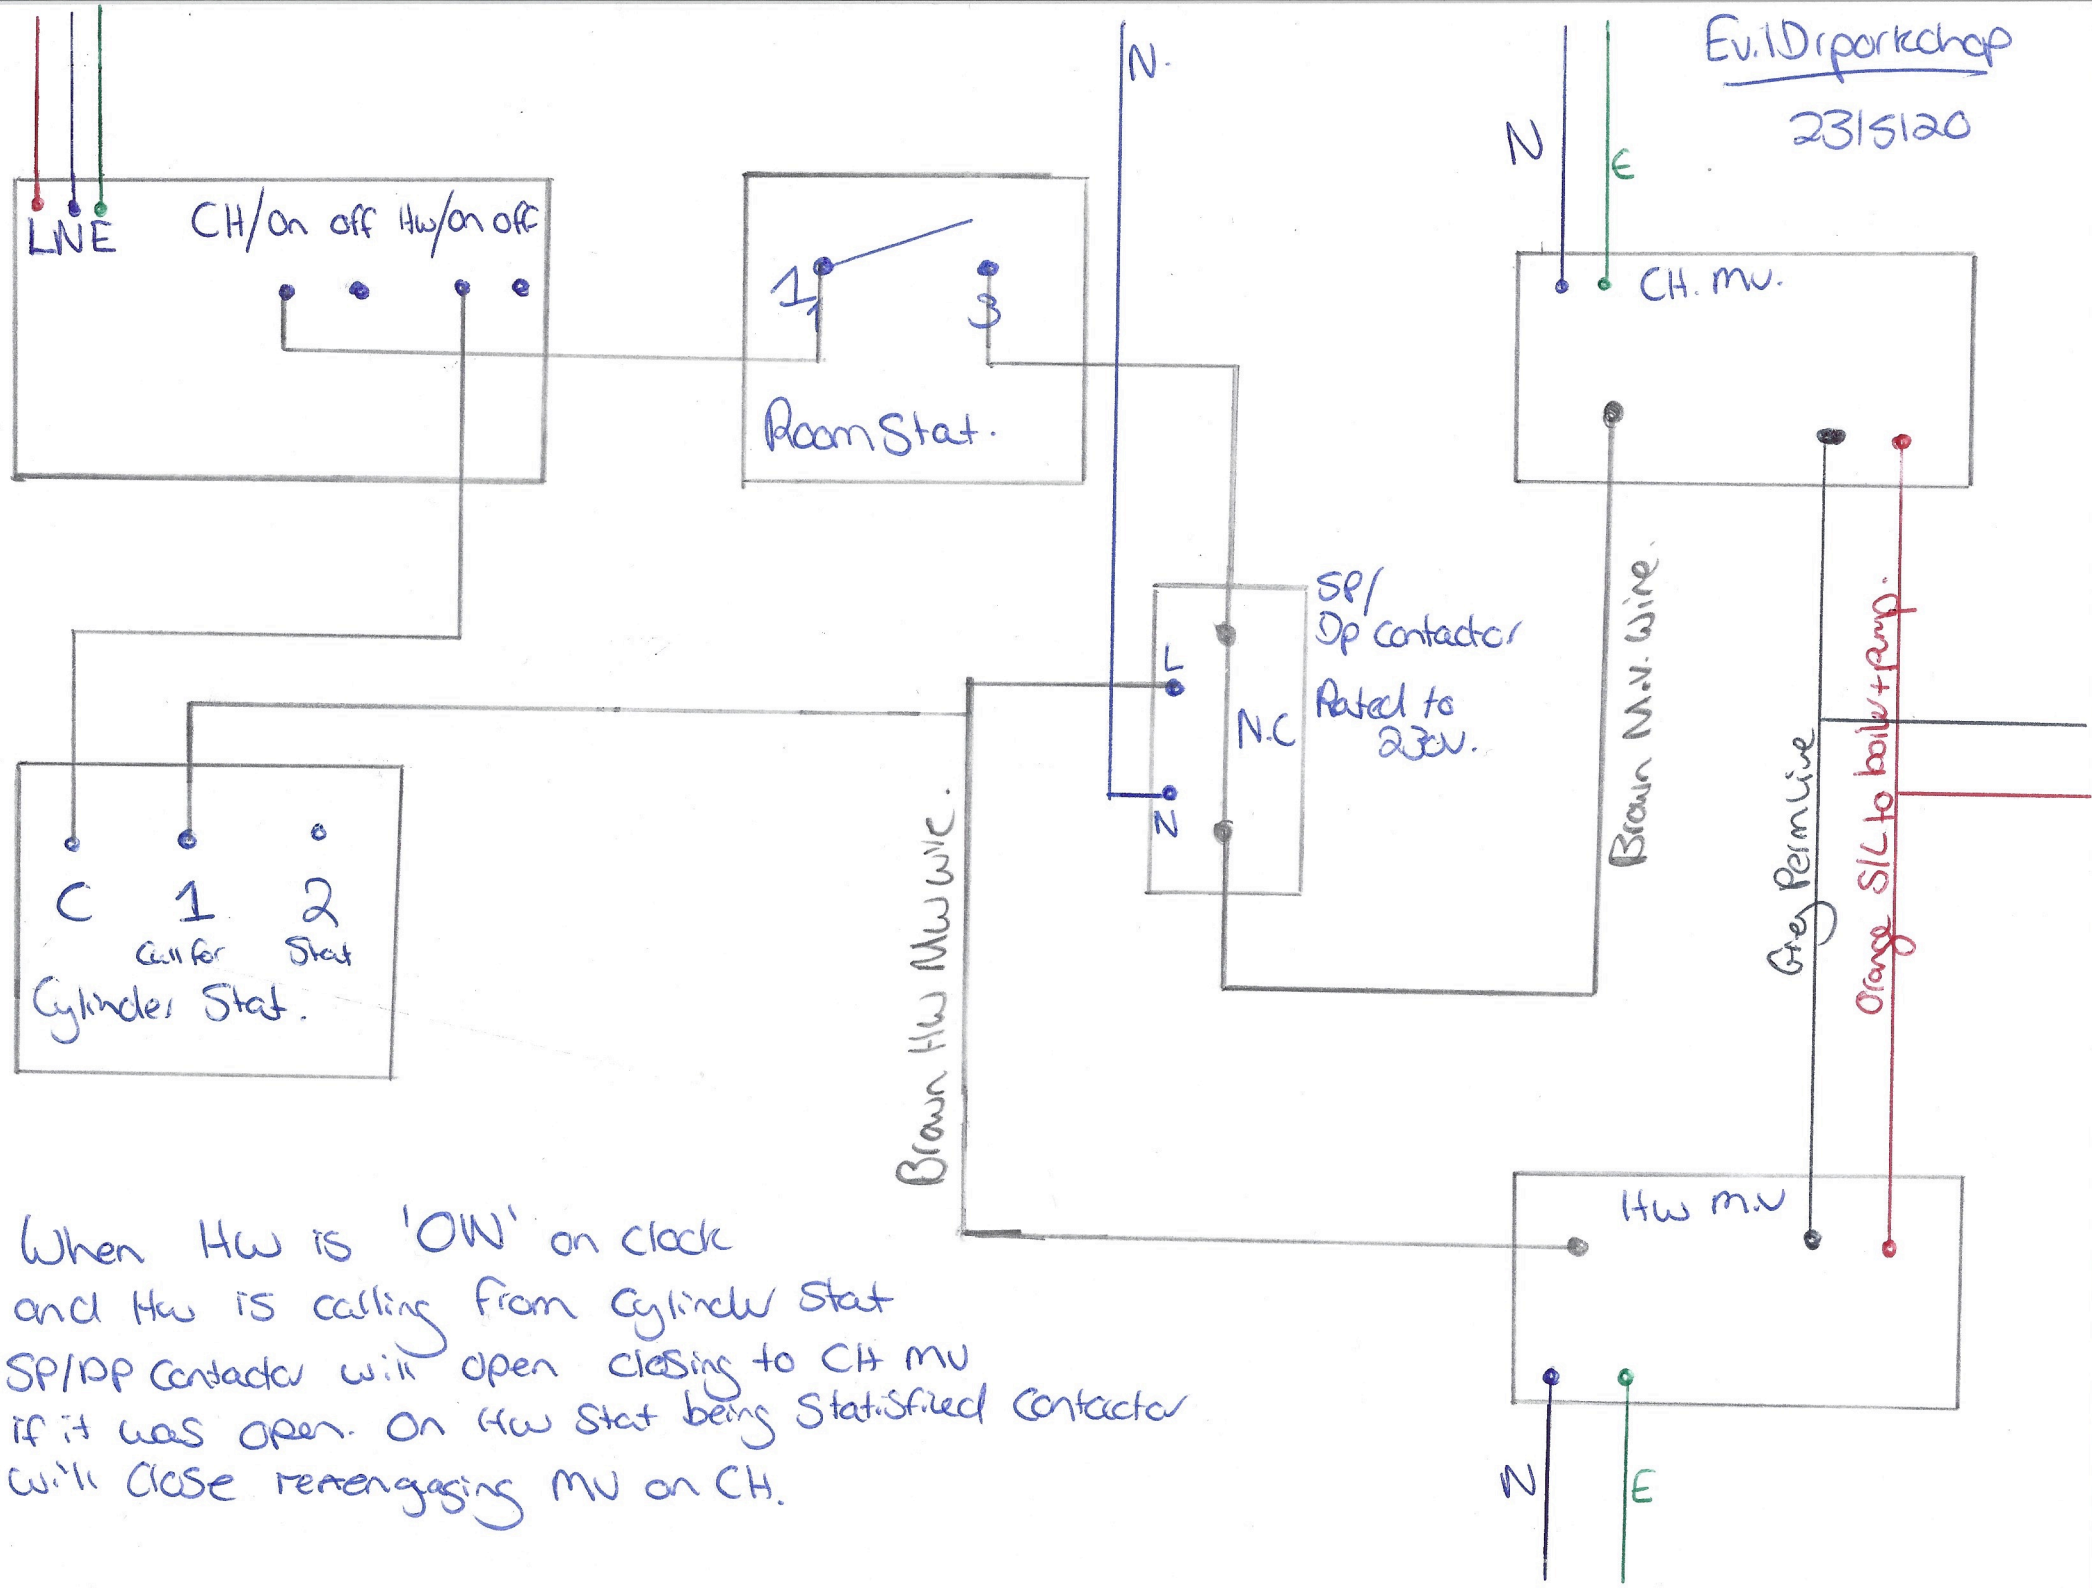 Ev.1Drporkchop
23/5/20
N.
N
E
LNE
CH/On off Hw/on off
1
1
3
Room Stat.
CH. MV.
SP/
Dp contactor
Rated to
230V.
L
N.C
N
Brown M.V. Wire.
Grey Perm Live
Orange S/L to boiler + pump.
Brown HW MW wire.
C 1 2
Call for Stat
Cylinder Stat.
HW M.V
N
E
When HW is 'ON' on clock
and Hw is calling from Cylinder Stat
SP/DP Contactor will open closing to CH MV
if it was open. On HW Stat being Statisfied Contactor
will close reengaging MV on CH.